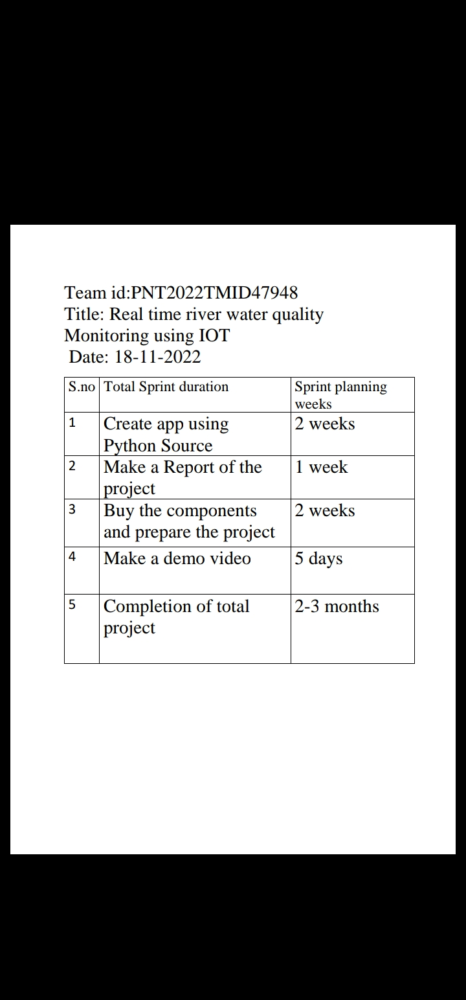 Team id:PNT2022TMID47948
Title: Real time river water quality
Monitoring using IOT
Date: 18-11-2022
S.no Total Sprint duration Sprint planning
weeks
1 Create app using 2 weeks
Python Source
2 Make a Report of the 1 week
project
3 Buy the components 2 weeks
and prepare the project
4 Make a demo video 5 days
5 Completion of total 2-3 months
project